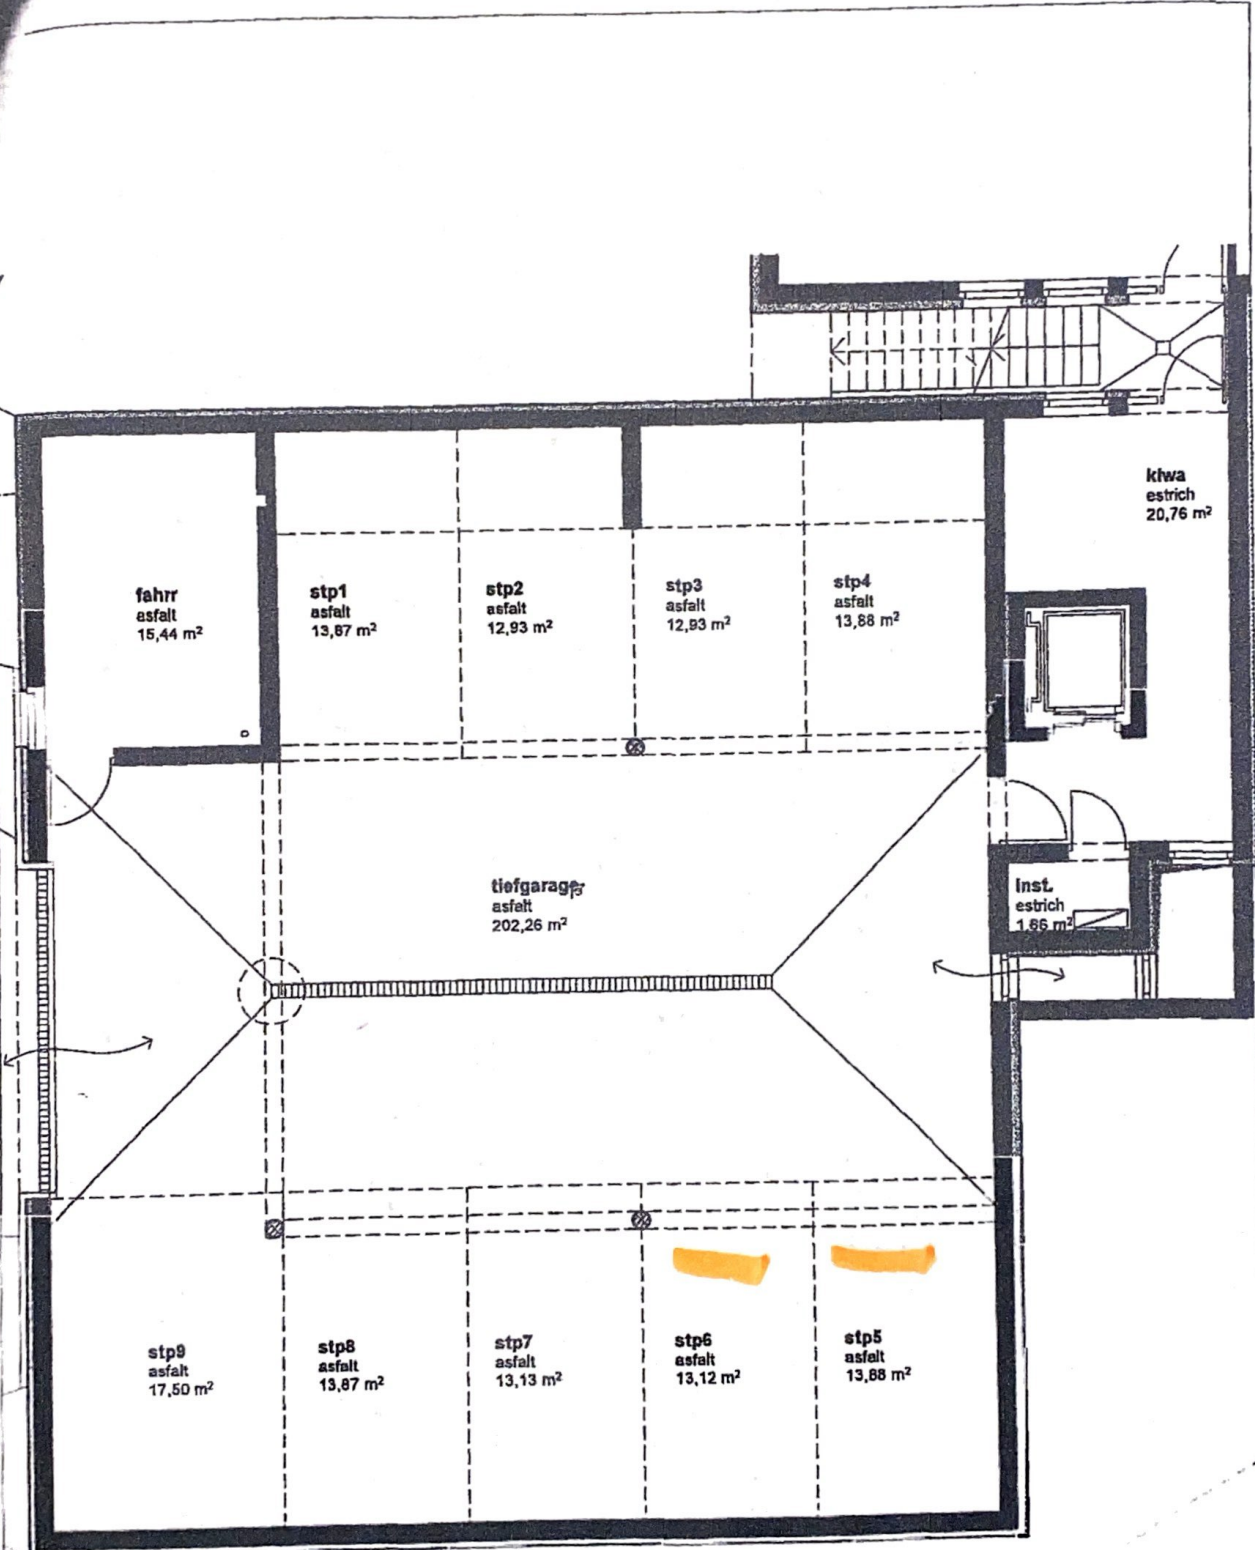 kiwa
estrich
20,76 m²
fahrr
asfalt
15,44 m²
stp1
asfalt
13,87 m²
stp2
asfalt
12,93 m²
stp3
asfalt
12,93 m²
stp4
asfalt
13,88 m²
tiefgarage
asfalt
202,26 m²
inst.
estrich
1,66 m²
stp9
asfalt
17,50 m²
stp8
asfalt
13,87 m²
stp7
asfalt
13,13 m²
stp6
asfalt
13,12 m²
stp5
asfalt
13,88 m²